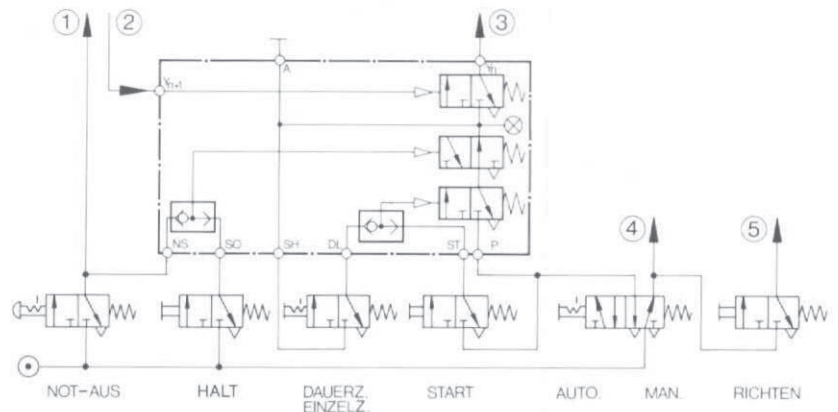 1 2 3
A Yn
Yn+1
NS SO SH DL ST P
4 5
NOT-AUS HALT DAUERZ. START AUTO. MAN. RICHTEN
EINZELZ.